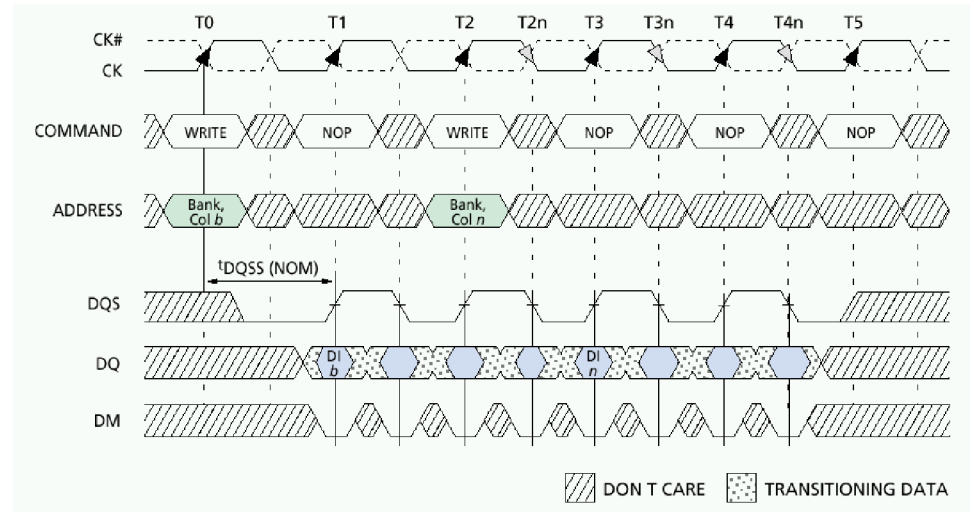 T0 T1 T2 T2n T3 T3n T4 T4n T5
CK#
CK
COMMAND WRITE NOP WRITE NOP NOP NOP
ADDRESS Bank, Col b Bank, Col n
tDQSS (NOM)
DQS
DQ DI b DI n
DM
DON T CARE TRANSITIONING DATA